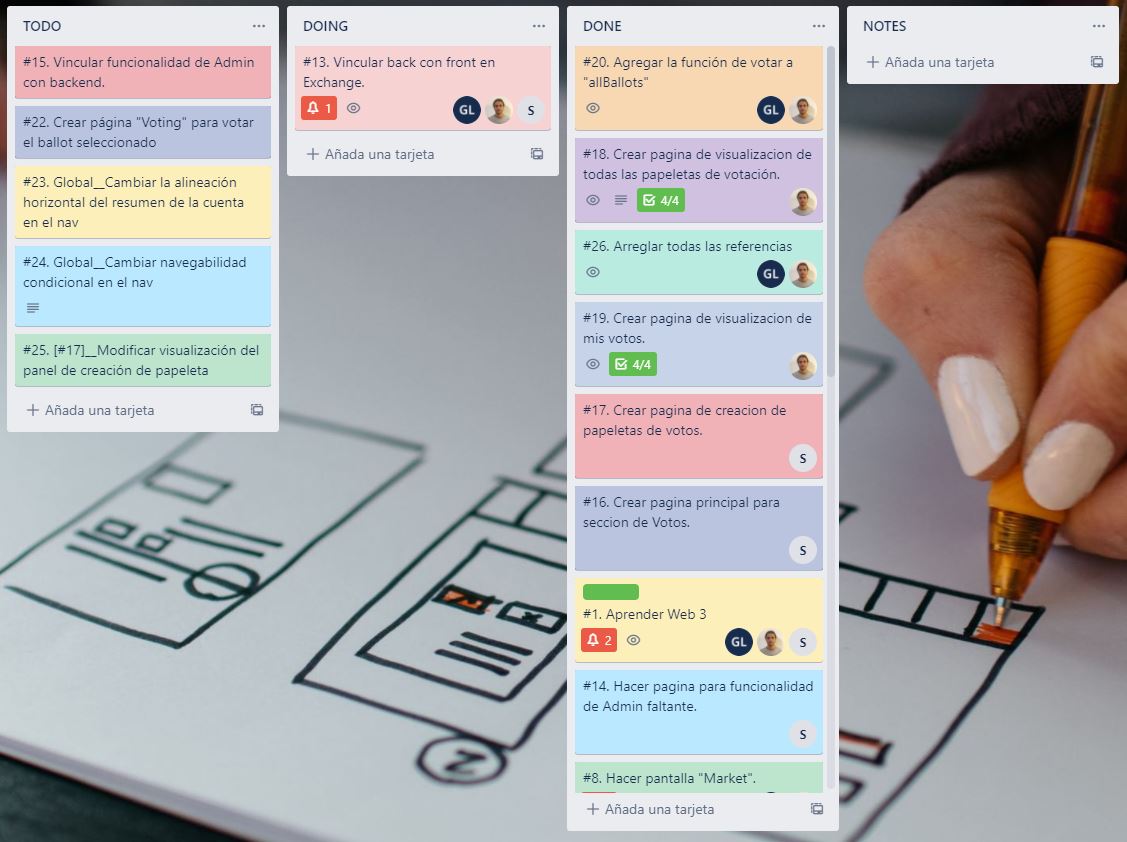 TODO
#15. Vincular funcionalidad de Admin
con backend.
#22. Crear página "Voting" para votar
el ballot seleccionado
#23. Global__Cambiar la alineación
horizontal del resumen de la cuenta
en el nav
#24. Global__Cambiar navegabilidad
condicional en el nav
#25. [#17]__Modificar visualización del
panel de creación de papeleta
Añada una tarjeta
DOING
#13. Vincular back con front en
Exchange.
1
GL
S
Añada una tarjeta
DONE
#20. Agregar la función de votar a
"allBallots"
GL
#18. Crear pagina de visualizacion de
todas las papeletas de votación.
4/4
#26. Arreglar todas las referencias
GL
#19. Crear pagina de visualizacion de
mis votos.
4/4
#17. Crear pagina de creacion de
papeletas de votos.
S
#16. Crear pagina principal para
seccion de Votos.
S
#1. Aprender Web 3
2
GL
S
#14. Hacer pagina para funcionalidad
de Admin faltante.
S
#8. Hacer pantalla "Market".
Añada una tarjeta
NOTES
Añada una tarjeta
2